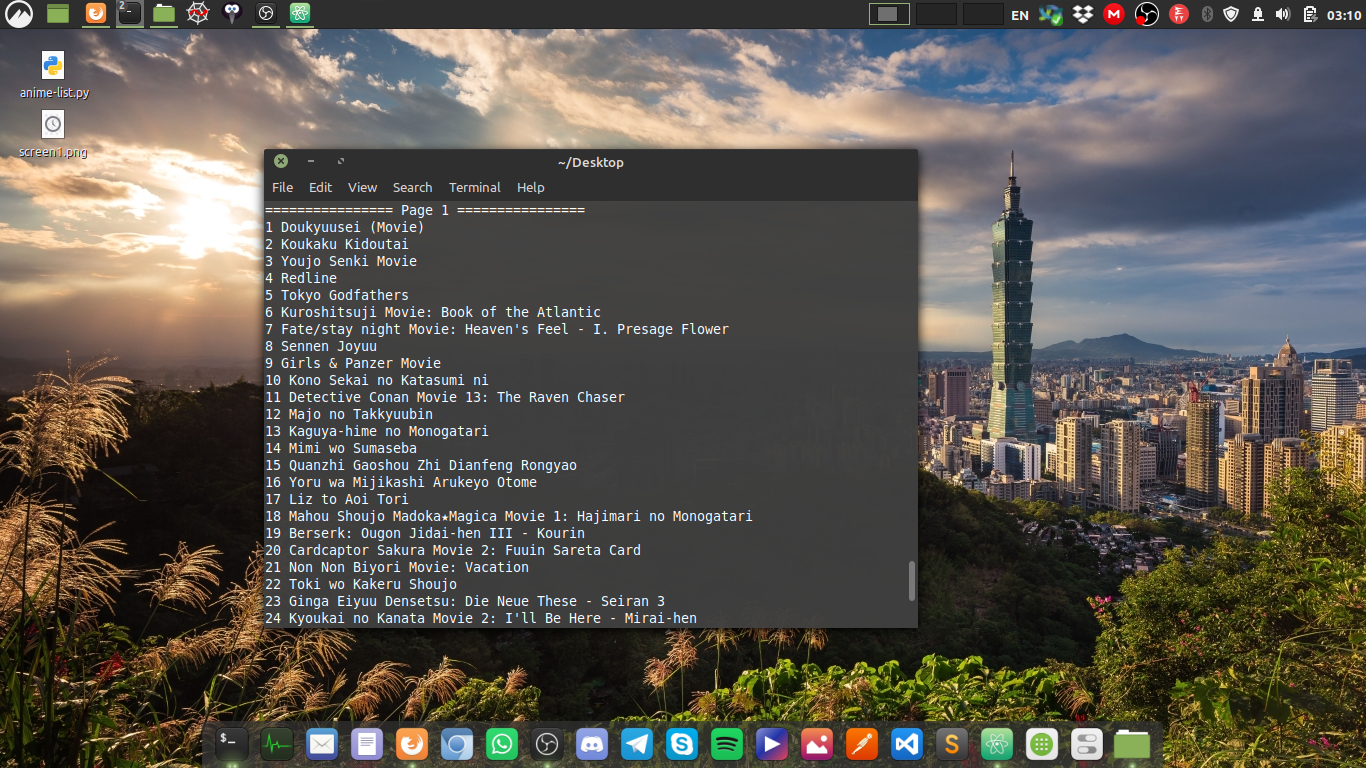 2
EN
03:10
anime-list.py
screen1.png
~/Desktop
File Edit View Search Terminal Help
================ Page 1 ================
1 Doukyuusei (Movie)
2 Koukaku Kidoutai
3 Youjo Senki Movie
4 Redline
5 Tokyo Godfathers
6 Kuroshitsuji Movie: Book of the Atlantic
7 Fate/stay night Movie: Heaven's Feel - I. Presage Flower
8 Sennen Joyuu
9 Girls & Panzer Movie
10 Kono Sekai no Katasumi ni
11 Detective Conan Movie 13: The Raven Chaser
12 Majo no Takkyuubin
13 Kaguya-hime no Monogatari
14 Mimi wo Sumaseba
15 Quanzhi Gaoshou Zhi Dianfeng Rongyao
16 Yoru wa Mijikashi Arukeyo Otome
17 Liz to Aoi Tori
18 Mahou Shoujo Madoka★Magica Movie 1: Hajimari no Monogatari
19 Berserk: Ougon Jidai-hen III - Kourin
20 Cardcaptor Sakura Movie 2: Fuuin Sareta Card
21 Non Non Biyori Movie: Vacation
22 Toki wo Kakeru Shoujo
23 Ginga Eiyuu Densetsu: Die Neue These - Seiran 3
24 Kyoukai no Kanata Movie 2: I'll Be Here - Mirai-hen